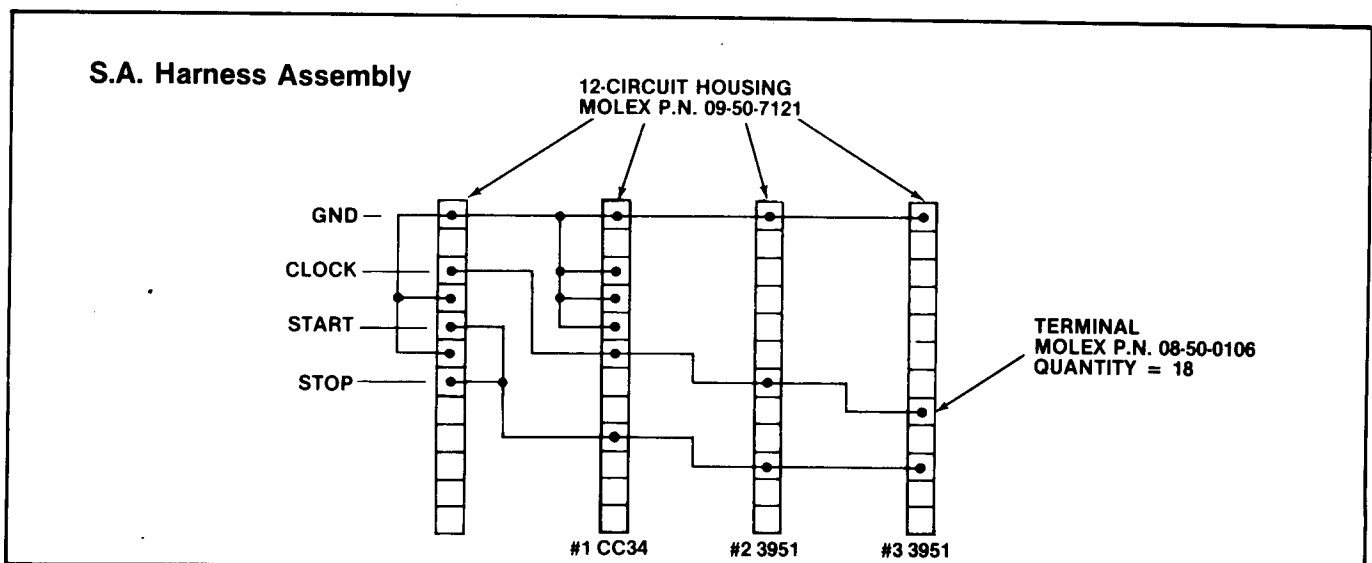 S.A. Harness Assembly
12-CIRCUIT HOUSING
MOLEX P.N. 09-50-7121
GND
CLOCK
START
STOP
TERMINAL
MOLEX P.N. 08-50-0106
QUANTITY = 18
#1 CC34
#2 3951
#3 3951